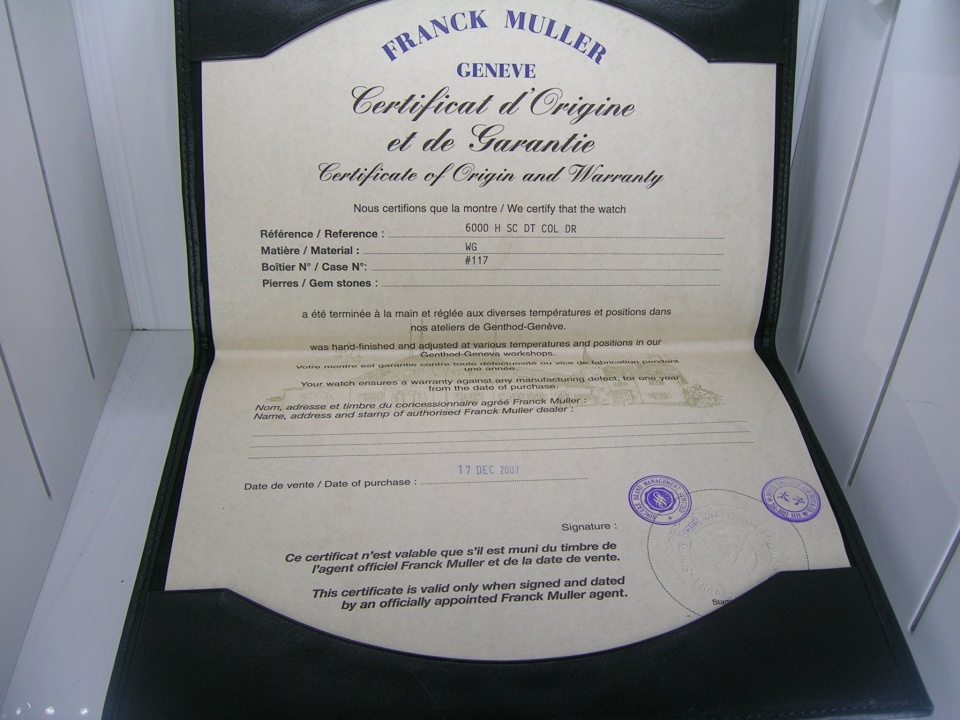 FRANCK MULLER
GENEVE
Certificat d'Origine
et de Garantie
Certificate of Origin and Warranty
Nous certifions que la montre / We certify that the watch
Référence / Reference : 6000 H SC DT COL DR
Matière / Material : WG
Boîtier N° / Case N°: #117
Pierres / Gem stones :
a été terminée à la main et réglée aux diverses températures et positions dans
nos ateliers de Genthod-Genève.
was hand-finished and adjusted at various temperatures and positions in our
Genthod-Geneva workshops.
Votre montre est garantie contre toute défectuosité ou vice de fabrication pendant
une année.
Your watch ensures a warranty against any manufacturing defect, for one year
from the date of purchase.
Nom, adresse et timbre du concessionnaire agréé Franck Muller :
Name, address and stamp of authorised Franck Muller dealer :
17 DEC 2007
Date de vente / Date of purchase :
BRAND MANAGEMENT LIMITED
太子
Signature :
Ce certificat n'est valable que s'il est muni du timbre de
l'agent officiel Franck Muller et de la date de vente.
This certificate is valid only when signed and dated
by an officially appointed Franck Muller agent.